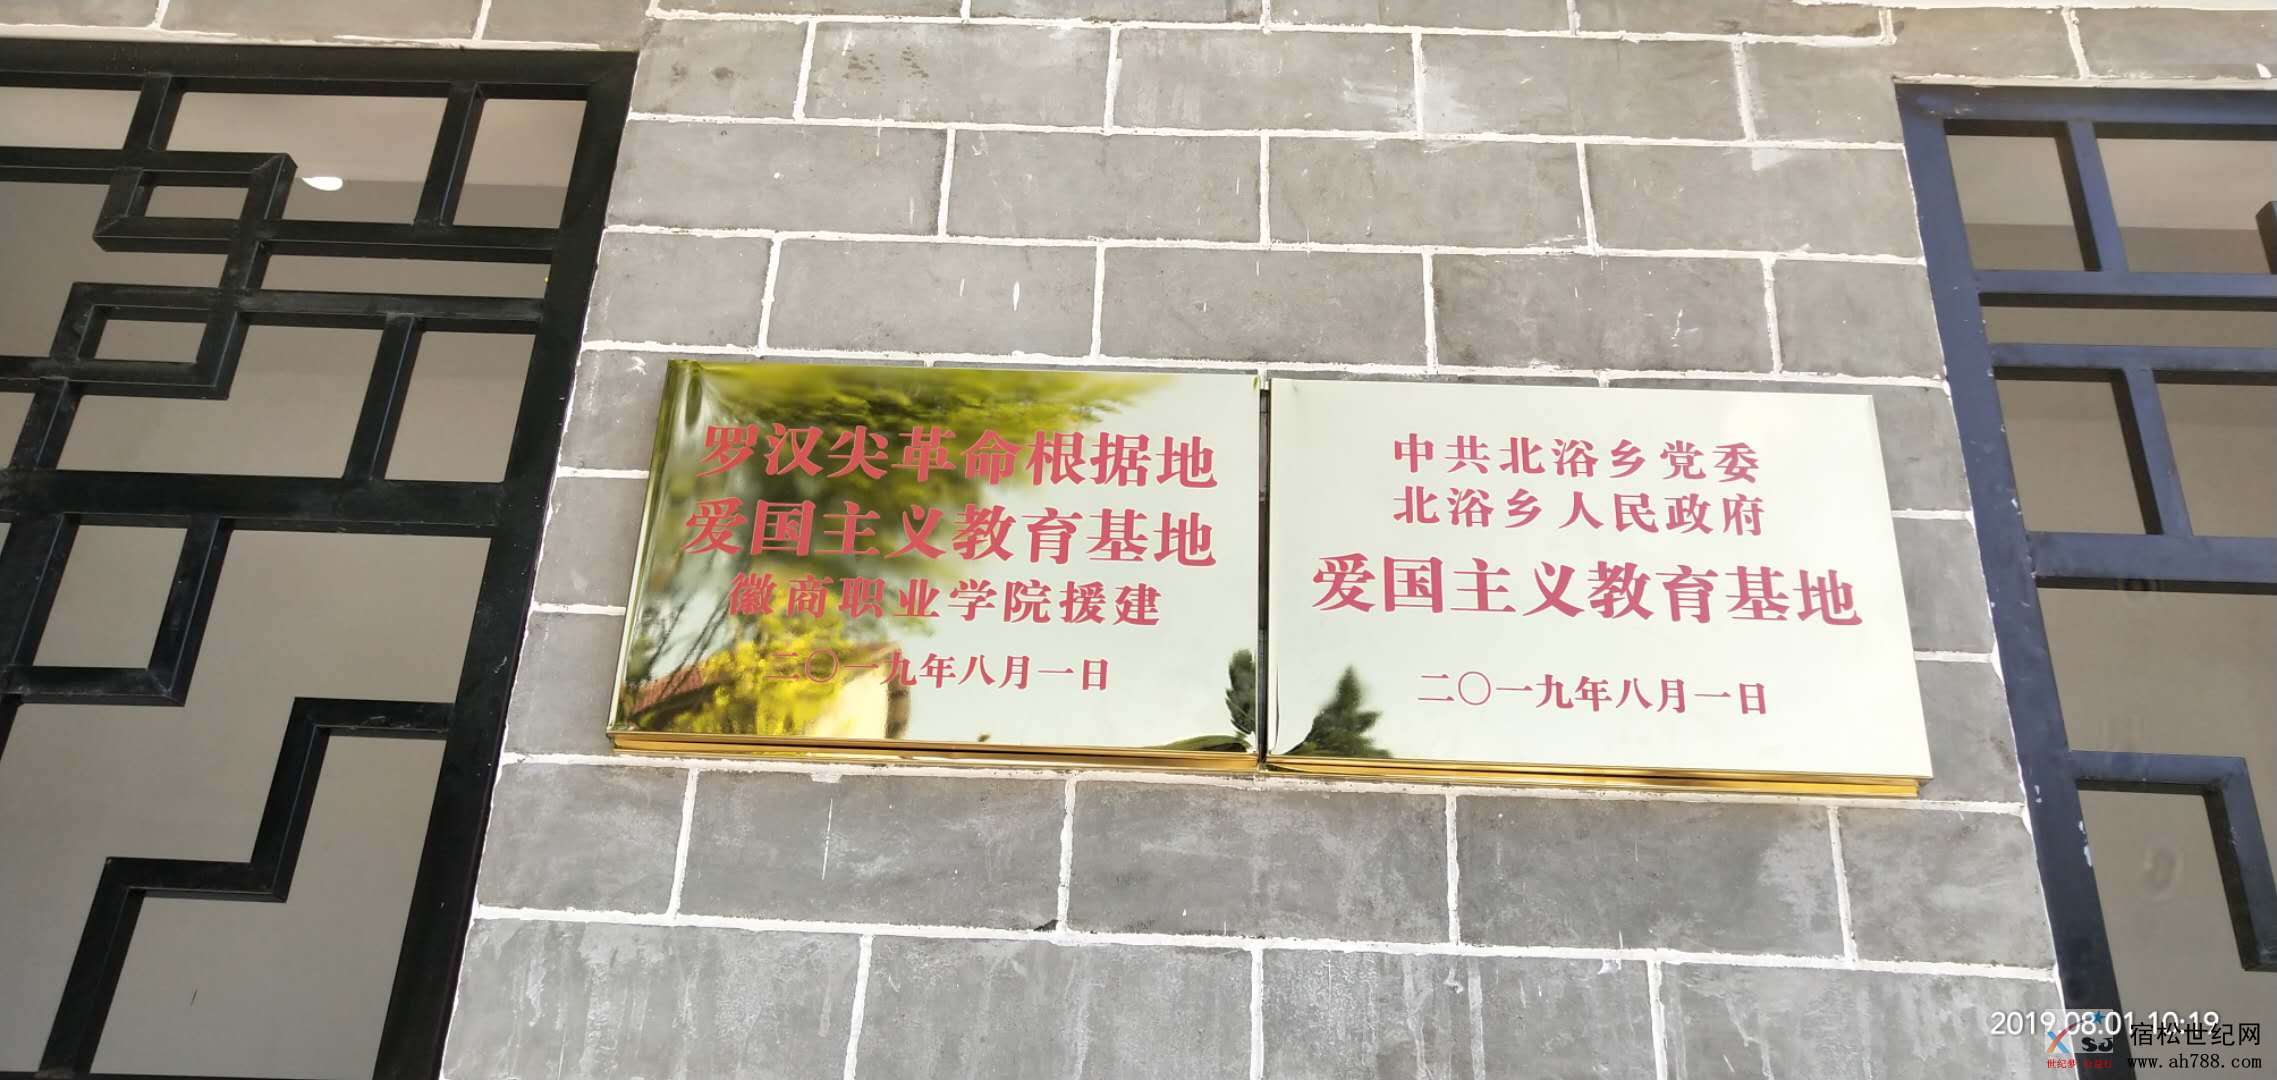 罗汉尖革命根据地
爱国主义教育基地
徽商职业学院援建
二〇一九年八月一日
中共北浴乡党委
北浴乡人民政府
爱国主义教育基地
二〇一九年八月一日
2019.08.01 10:19
SJ
宿松世纪网
www.ah788.com